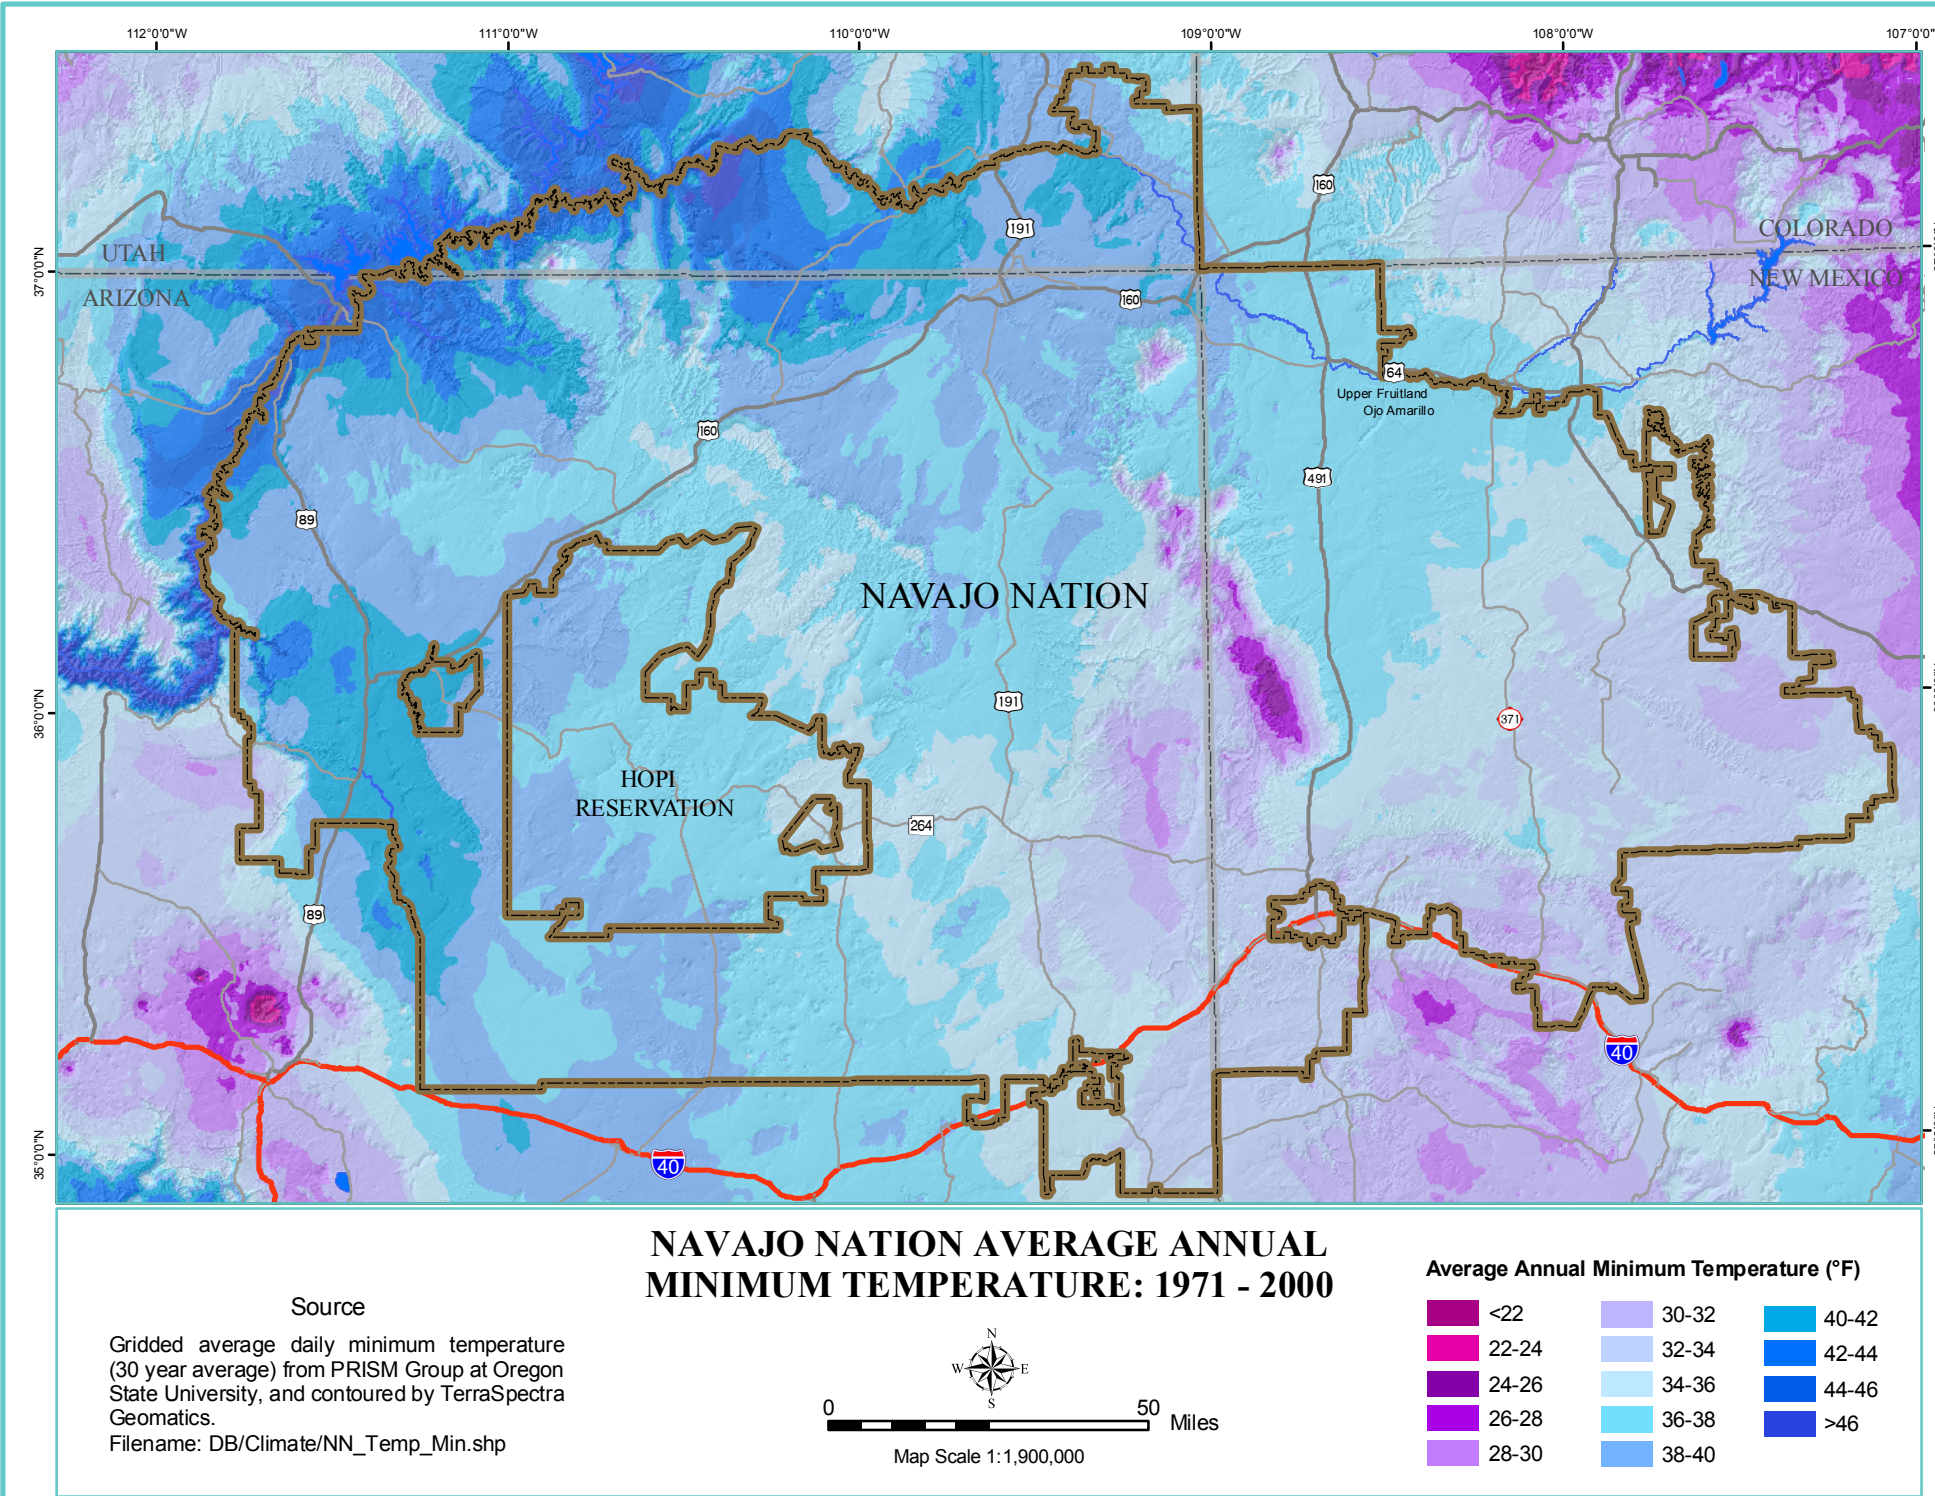 112°0'0"W
111°0'0"W
110°0'0"W
109°0'0"W
108°0'0"W
37°0'0"N
36°0'0"N
35°0'0"N
UTAH
ARIZONA
COLORADO
NEW MEXICO
191
160
160
64
Upper Fruitland
Ojo Amarillo
160
491
89
NAVAJO NATION
191
371
HOPI
RESERVATION
264
89
40
40
NAVAJO NATION AVERAGE ANNUAL
MINIMUM TEMPERATURE: 1971 - 2000
Source
Gridded average daily minimum temperature
(30 year average) from PRISM Group at Oregon
State University, and contoured by TerraSpectra
Geomatics.
Filename: DB/Climate/NN_Temp_Min.shp
N
W E
S
0 50
Miles
Map Scale 1:1,900,000
Average Annual Minimum Temperature (°F)
<22
22-24
24-26
26-28
28-30
30-32
32-34
34-36
36-38
38-40
40-42
42-44
44-46
>46